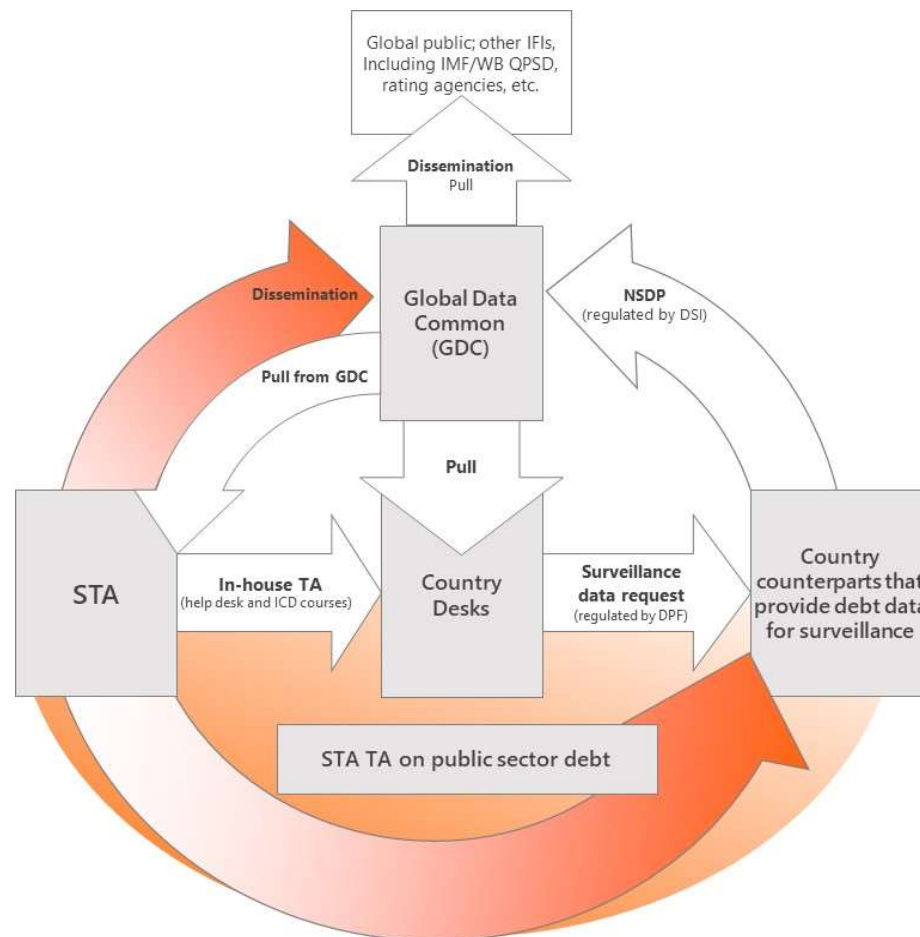 Global public; other IFIs,
Including IMF/WB QPSD,
rating agencies, etc.
Dissemination
Pull
Dissemination
Global Data
Common
(GDC)
NSDP
(regulated by DSI)
Pull from GDC
Pull
STA
In-house TA
(help desk and ICD courses)
Country
Desks
Surveillance
data request
(regulated by DPF)
Country
counterparts that
provide debt data
for surveillance
STA TA on public sector debt